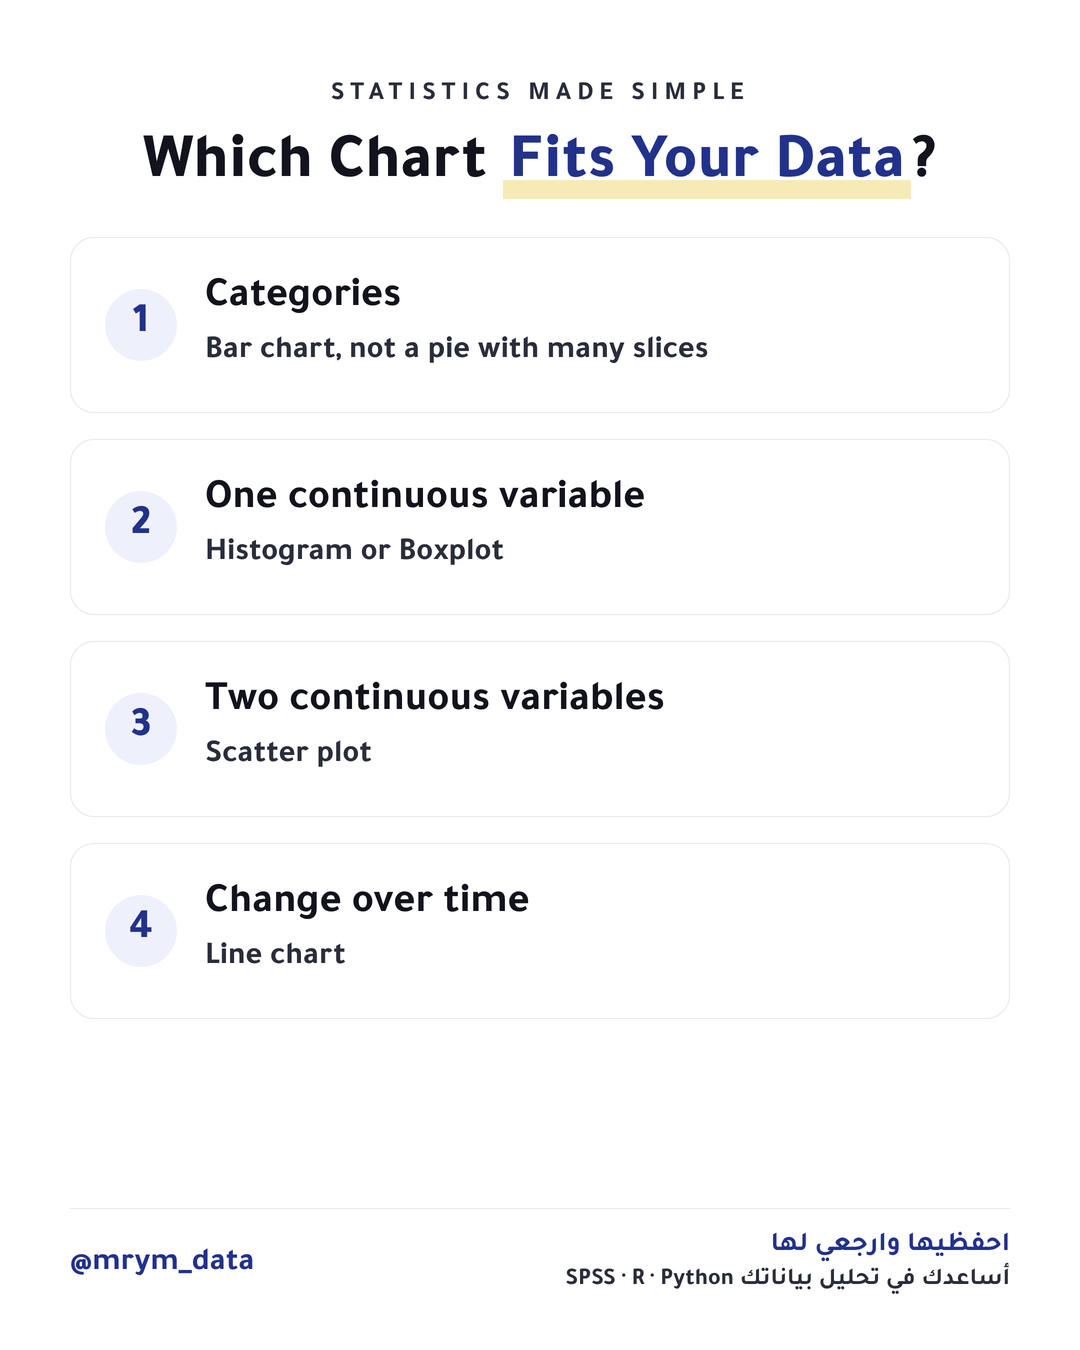 STATISTICS MADE SIMPLE
Which Chart Fits Your Data?
1
Categories
Bar chart, not a pie with many slices
2
One continuous variable
Histogram or Boxplot
3
Two continuous variables
Scatter plot
4
Change over time
Line chart
@mrym_data
احفظيها وارجعي لها
أساعدك في تحليل بياناتك SPSS · R · Python